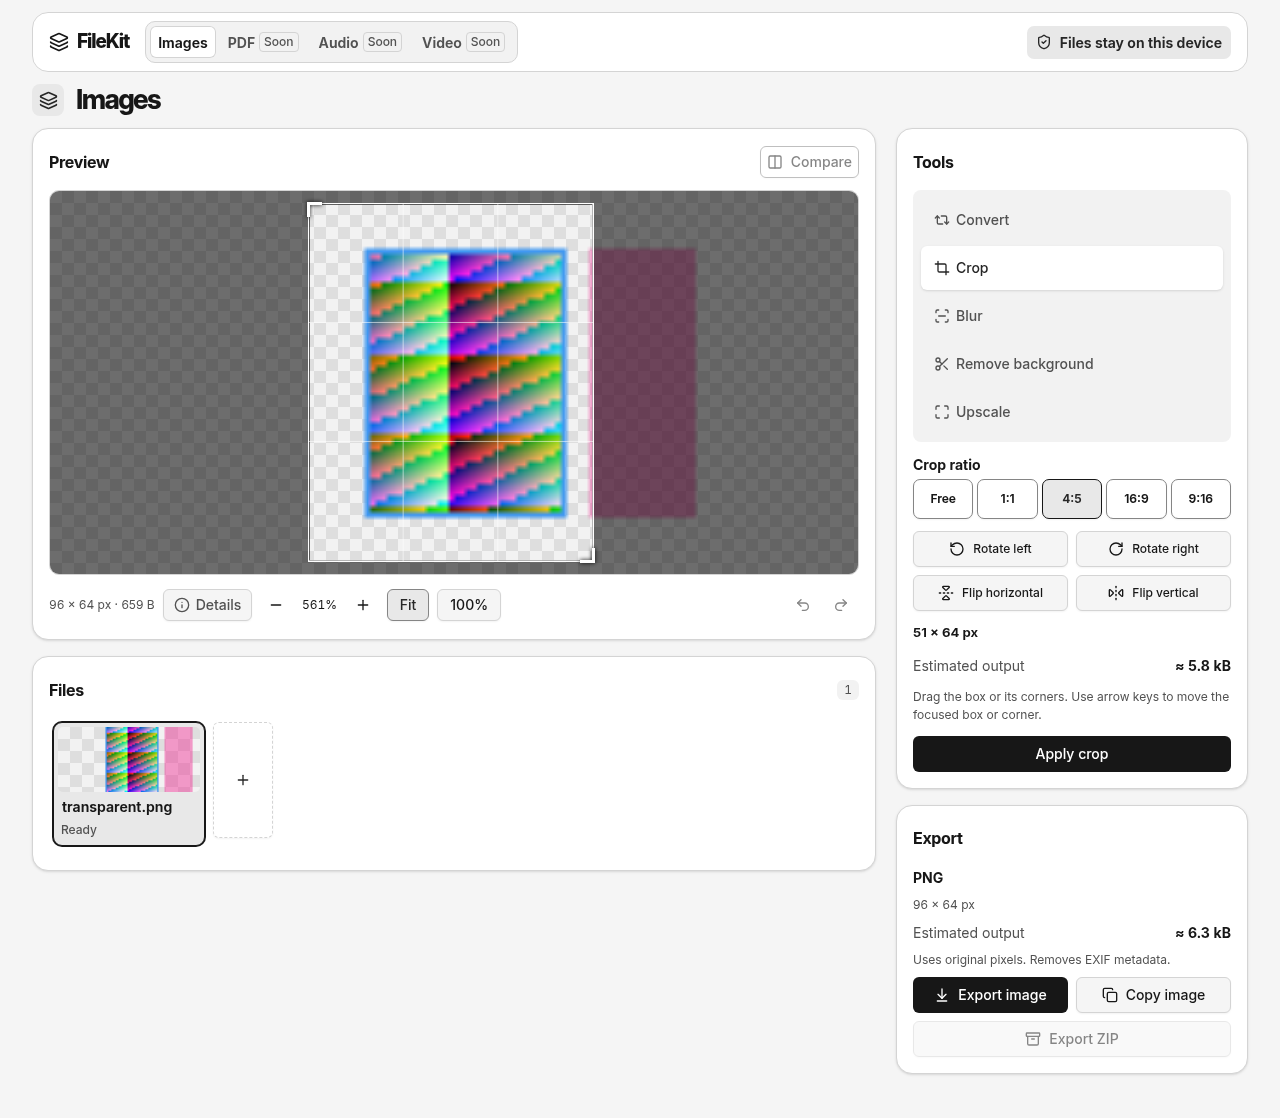 FileKit
Images
PDF Soon
Audio Soon
Video Soon
Files stay on this device
Images
Preview
Compare
96 × 64 px · 659 B
Details
561%
Fit
100%
Files
1
transparent.png
Ready
Tools
Convert
Crop
Blur
Remove background
Upscale
Crop ratio
Free
1:1
4:5
16:9
9:16
Rotate left
Rotate right
Flip horizontal
Flip vertical
51 × 64 px
Estimated output ≈ 5.8 kB
Drag the box or its corners. Use arrow keys to move the
focused box or corner.
Apply crop
Export
PNG
96 × 64 px
Estimated output ≈ 6.3 kB
Uses original pixels. Removes EXIF metadata.
Export image
Copy image
Export ZIP